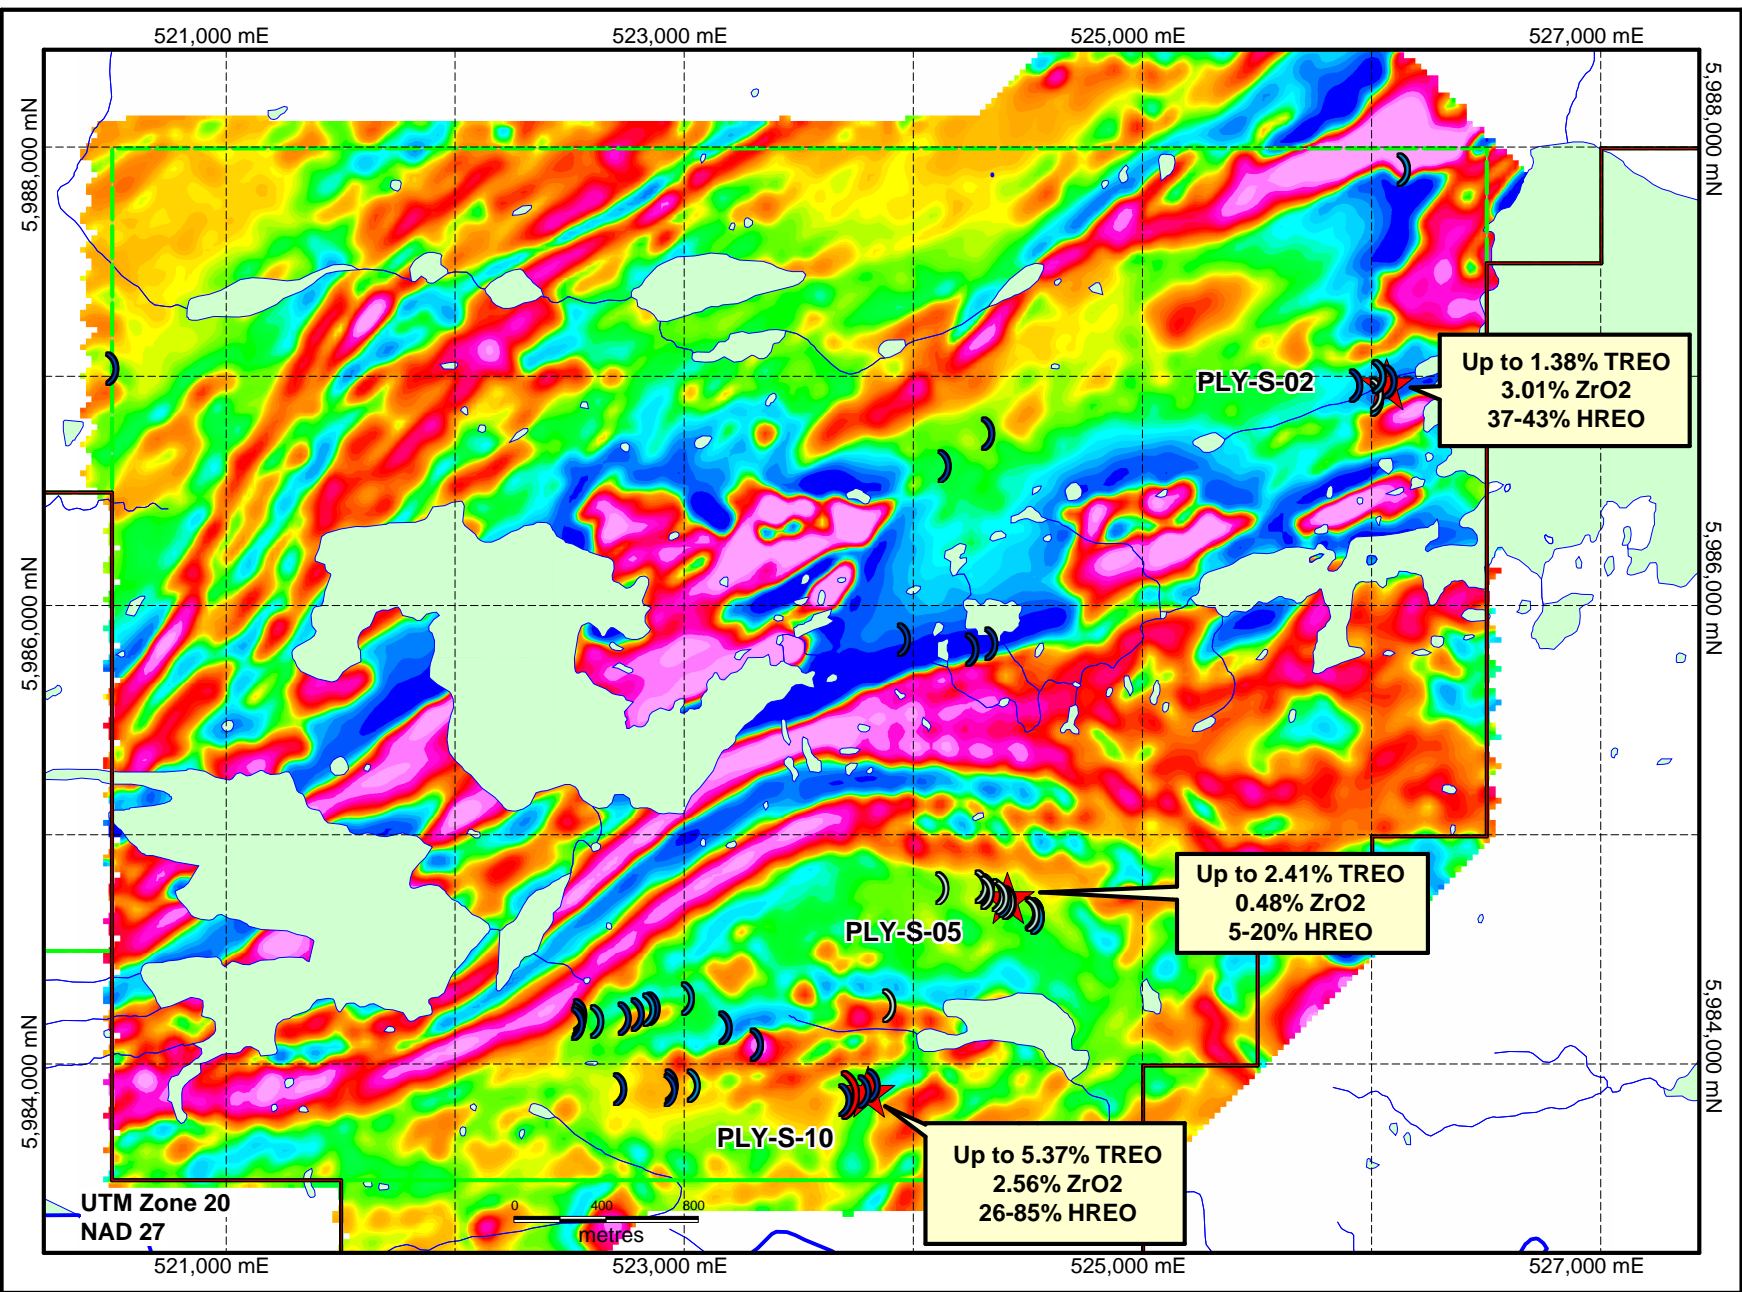 521,000 mE
523,000 mE
525,000 mE
527,000 mE
5,988,000 mN
5,988,000 mN
Up to 1.38% TREO
3.01% ZrO2
37-43% HREO
PLY-S-02
5,986,000 mN
5,986,000 mN
Up to 2.41% TREO
0.48% ZrO2
5-20% HREO
PLY-S-05
5,984,000 mN
5,984,000 mN
PLY-S-10
Up to 5.37% TREO
2.56% ZrO2
26-85% HREO
UTM Zone 20
NAD 27
0 400 800
metres
521,000 mE
523,000 mE
525,000 mE
527,000 mE